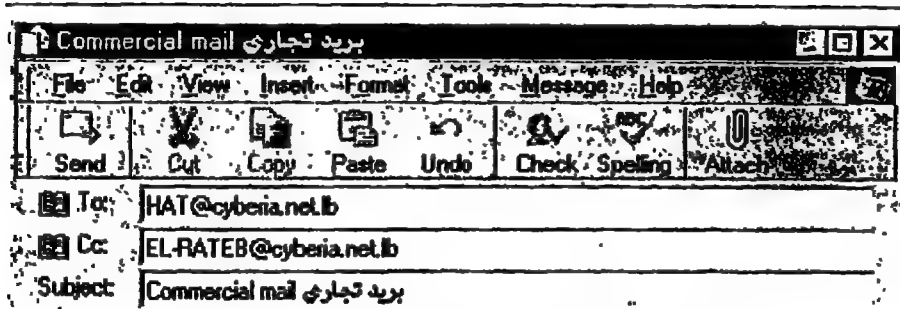 Commercial mail بريد تجاري
File Edit View Insert Format Tools Message Help
ABC
Send Cut Copy Paste Undo Check Spelling Attach
To: HAT@cyberia.net.lb
Cc: EL-RATEB@cyberia.net.lb
Subject: Commercial mail بريد تجاري